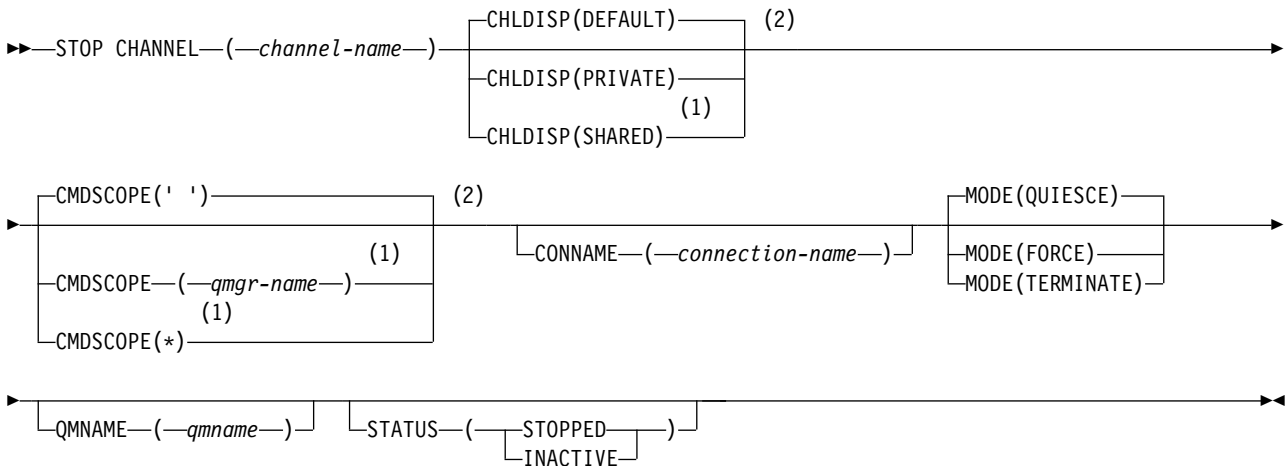 CHLDISP(DEFAULT) (2)
STOP CHANNEL ( channel-name )
CHLDISP(PRIVATE)
(1)
CHLDISP(SHARED)
CMDSCOPE(' ') (2)
(1)
CONNAME ( connection-name )
MODE(QUIESCE)
CMDSCOPE ( qmgr-name )
MODE(FORCE)
(1)
MODE(TERMINATE)
CMDSCOPE(*)
QMNAME ( qmname )
STATUS ( STOPPED )
INACTIVE